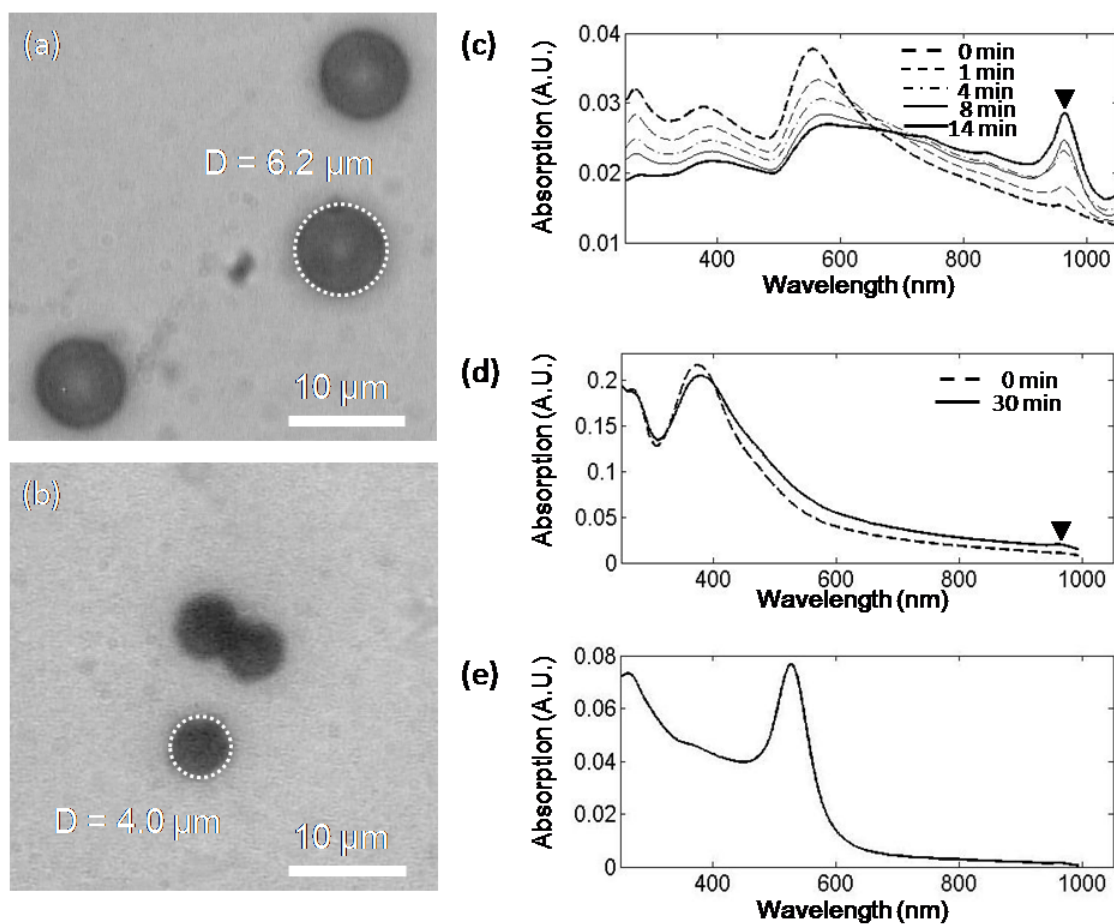 (a)
D = 6.2 μm
10 μm
(b)
D = 4.0 μm
10 μm
(c)
Absorption (A.U.)
0.04
0.03
0.02
0.01
0 min
1 min
4 min
8 min
14 min
400 600 800 1000
Wavelength (nm)
(d)
Absorption (A.U.)
0.2
0.15
0.1
0.05
0
0 min
30 min
400 600 800 1000
Wavelength (nm)
(e)
Absorption (A.U.)
0.08
0.06
0.04
0.02
0
400 600 800 1000
Wavelength (nm)